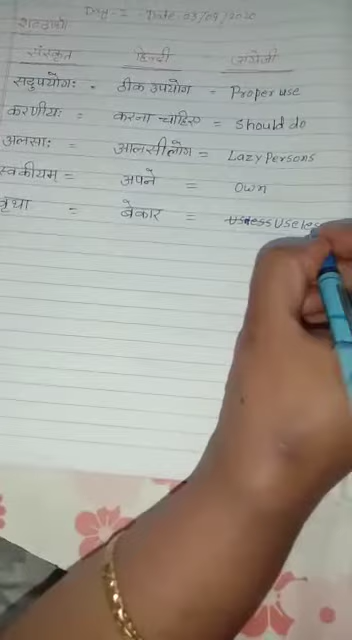 Day-2 - Date-03/09/2020
शब्दार्थ
संस्कृत हिन्दी अंग्रेजी
सदुपयोगः - ठीक उपयोग - Proper use
करणीयः = करना चाहिए = should do
अलसाः = आलसी लोग = Lazy Persons
स्वकीयम् = अपने = own
वृथा = बेकार = useless